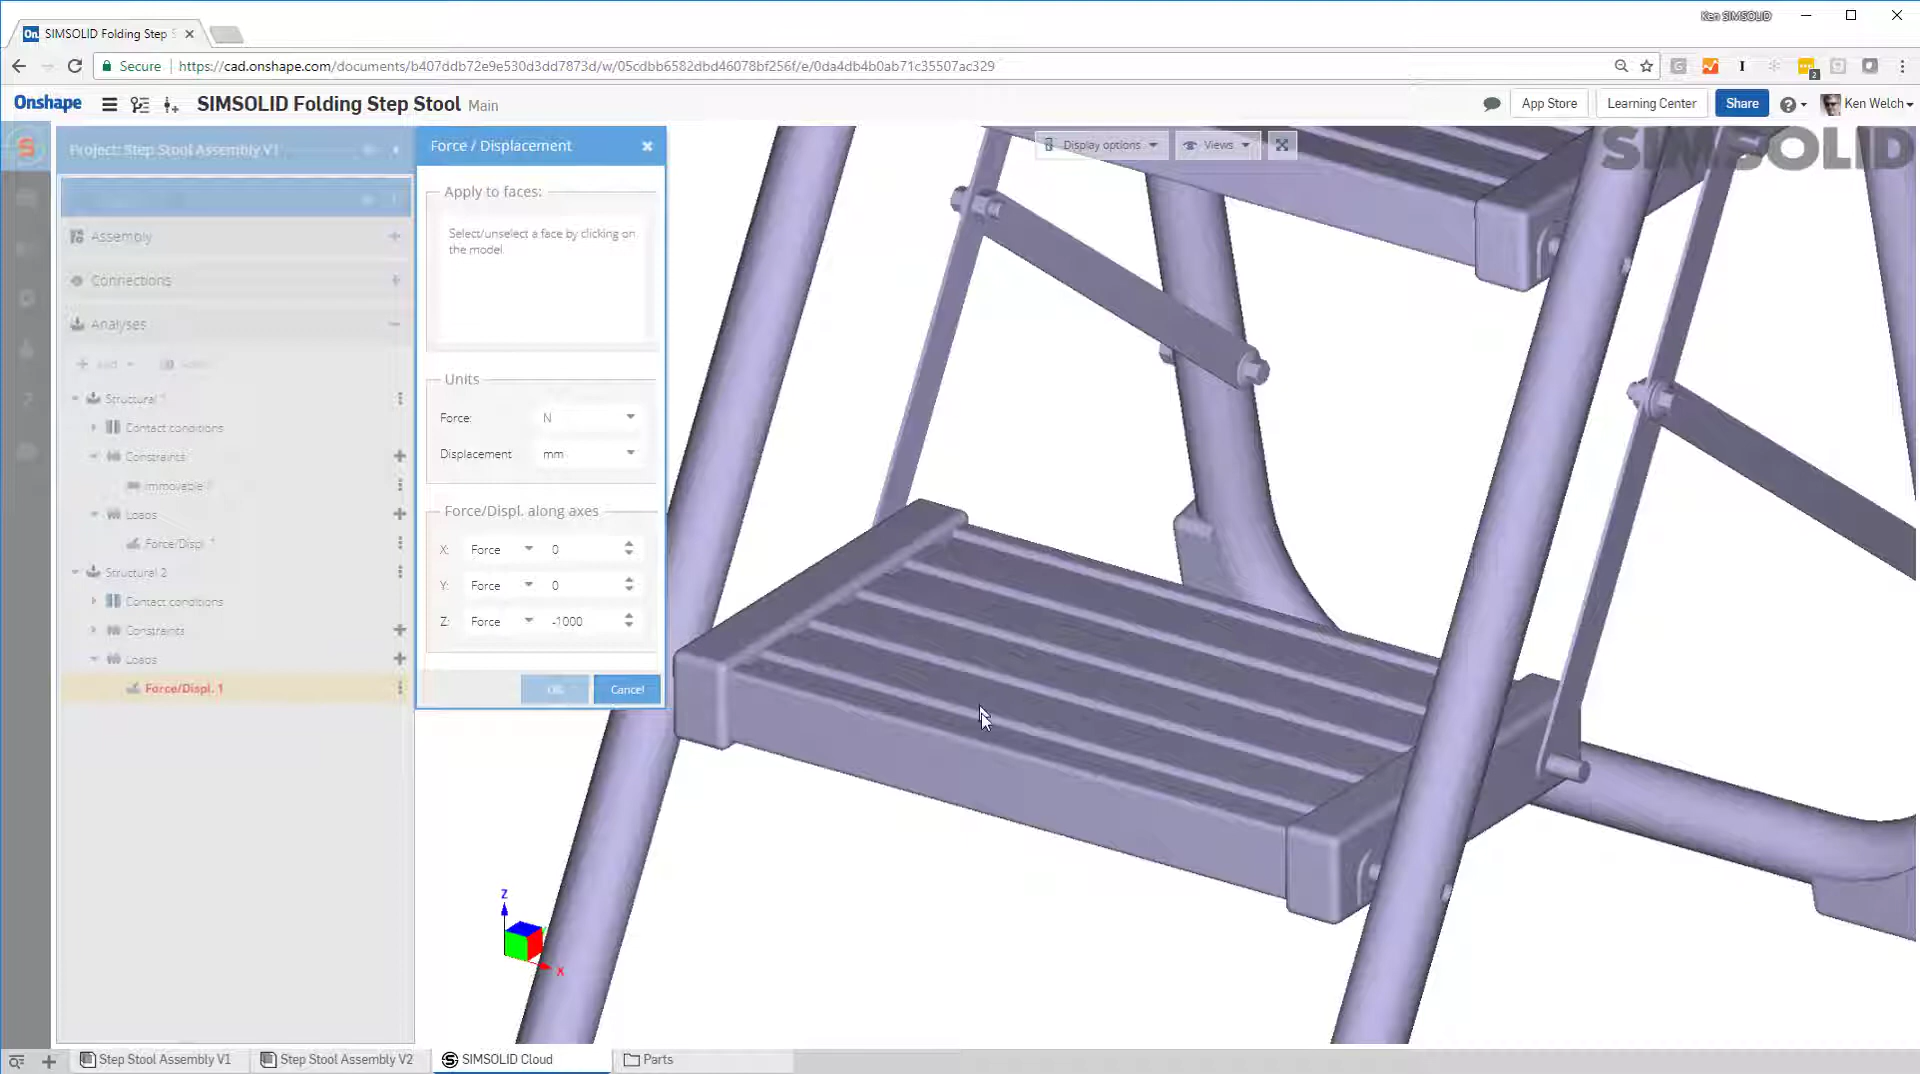 Ken SIMSOLID
On. SIMSOLID Folding Step S
Secure https://cad.onshape.com/documents/b407ddb72e9e530d3dd7873d/w/05cdbb6582dbd46078bf256f/e/0da4db4b0ab71c35507ac329
2
Onshape SIMSOLID Folding Step Stool Main
App Store Learning Center Share Ken Welch
Project: Step Stool Assembly V1
Assembly
Connections
Analyses
Structural 1
Contact conditions
Constraints
Immovable 1
Loads
Force/Displ. 1
Structural 2
Contact conditions
Constraints
Loads
Force/Displ. 1
Force / Displacement
Apply to faces:
Select/unselect a face by clicking on
the model
Units
Force: N
Displacement mm
Force/Displ. along axes
X: Force 0
Y: Force 0
Z: Force -1000
OK Cancel
Display options Views
SIMSOLID
Z
X
Step Stool Assembly V1 Step Stool Assembly V2 SIMSOLID Cloud Parts